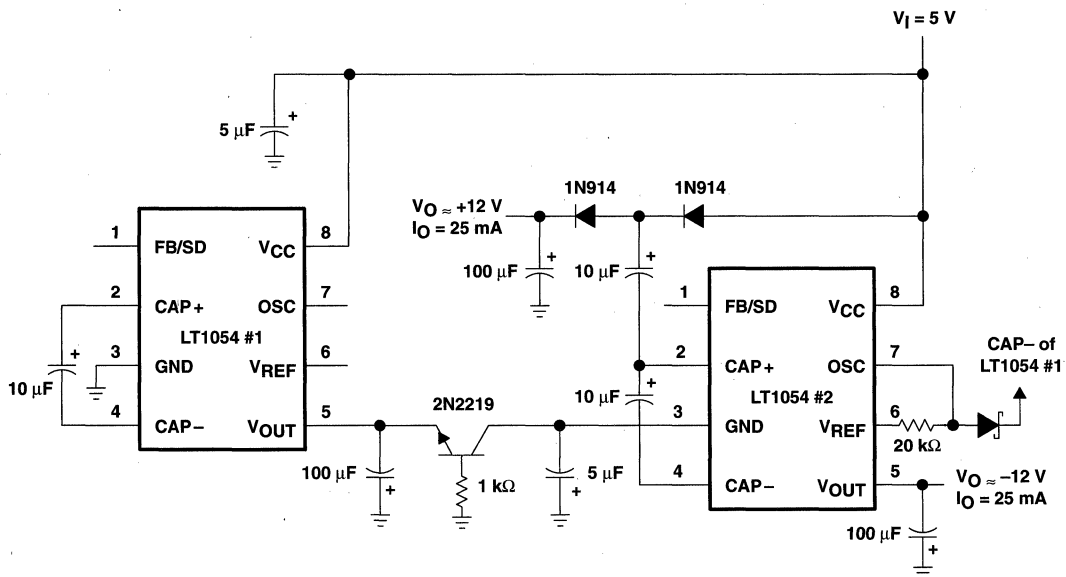 VI = 5 V
5 μF
+
1N914
1N914
VO ≈ +12 V
IO = 25 mA
100 μF
+
10 μF
+
1
FB/SD
VCC
8
2
CAP+
OSC
7
LT1054 #1
3
GND
VREF
6
4
CAP−
VOUT
5
10 μF
+
2N2219
100 μF
+
1 kΩ
5 μF
+
10 μF
+
1
FB/SD
VCC
8
2
CAP+
OSC
7
LT1054 #2
3
GND
VREF
6
4
CAP−
VOUT
5
20 kΩ
CAP− of
LT1054 #1
VO ≈ −12 V
IO = 25 mA
100 μF
+